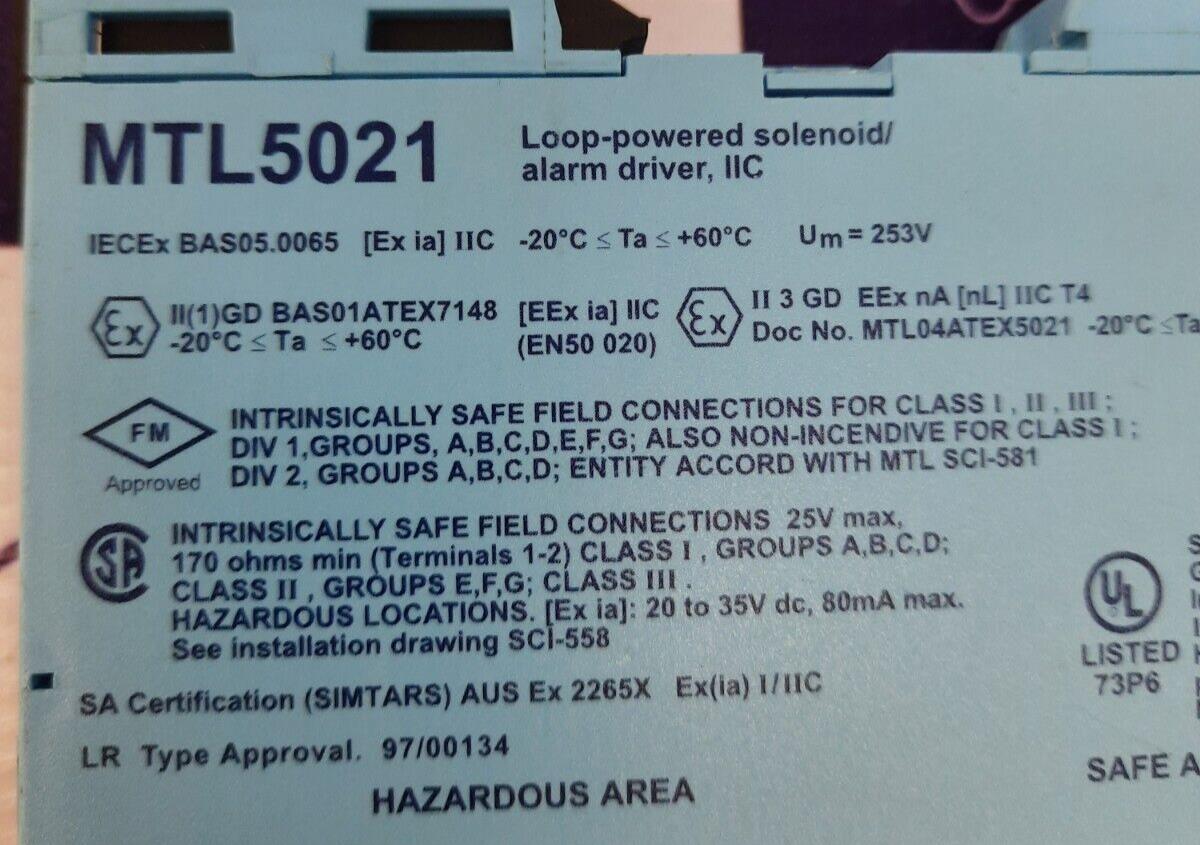 MTL5021
Loop-powered solenoid/
alarm driver, IIC
IECEx BAS05.0065 [Ex ia] IIC -20°C ≤ Ta ≤ +60°C Um = 253V
Ex II(1)GD BAS01ATEX7148 [EEx ia] IIC
-20°C ≤ Ta ≤ +60°C (EN50 020)
Ex II 3 GD EEx nA [nL] IIC T4
Doc No. MTL04ATEX5021 -20°C ≤Ta
FM
Approved
INTRINSICALLY SAFE FIELD CONNECTIONS FOR CLASS I , II , III ;
DIV 1,GROUPS, A,B,C,D,E,F,G; ALSO NON-INCENDIVE FOR CLASS I ;
DIV 2, GROUPS A,B,C,D; ENTITY ACCORD WITH MTL SCI-581
SA
INTRINSICALLY SAFE FIELD CONNECTIONS 25V max,
170 ohms min (Terminals 1-2) CLASS I , GROUPS A,B,C,D;
CLASS II , GROUPS E,F,G; CLASS III .
HAZARDOUS LOCATIONS. [Ex ia]: 20 to 35V dc, 80mA max.
See installation drawing SCI-558
UL
LISTED
73P6
SA Certification (SIMTARS) AUS Ex 2265X Ex(ia) I/IIC
LR Type Approval. 97/00134
HAZARDOUS AREA
SAFE A